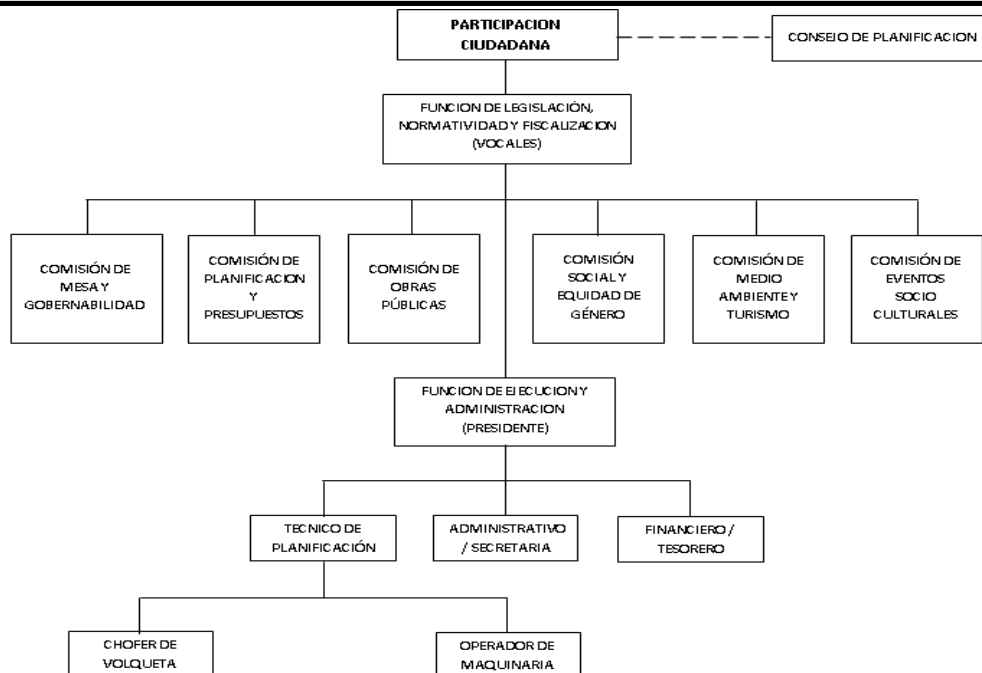 PARTICIPACION
CIUDADANA
CONSEJO DE PLANIFICACION
FUNCION DE LEGISLACIÓN,
NORMATIVIDAD Y FISCALIZACION
(VOCALES)
COMISIÓN DE
MESA Y
GOBERNABILIDAD
COMISIÓN DE
PLANIFICACION
Y
PRESUPUESTOS
COMISIÓN DE
OBRAS
PÚBLICAS
COMISIÓN
SOCIAL Y
EQUIDAD DE
GÉNERO
COMISIÓN DE
MEDIO
AMBIENTE Y
TURISMO
COMISIÓN DE
EVENTOS
SOCIO
CULTURALES
FUNCION DE EJECUCION Y
ADMINISTRACION
(PRESIDENTE)
TECNICO DE
PLANIFICACIÓN
ADMINISTRATIVO
/ SECRETARIA
FINANCIERO /
TESORERO
CHOFER DE
VOLQUETA
OPERADOR DE
MAQUINARIA